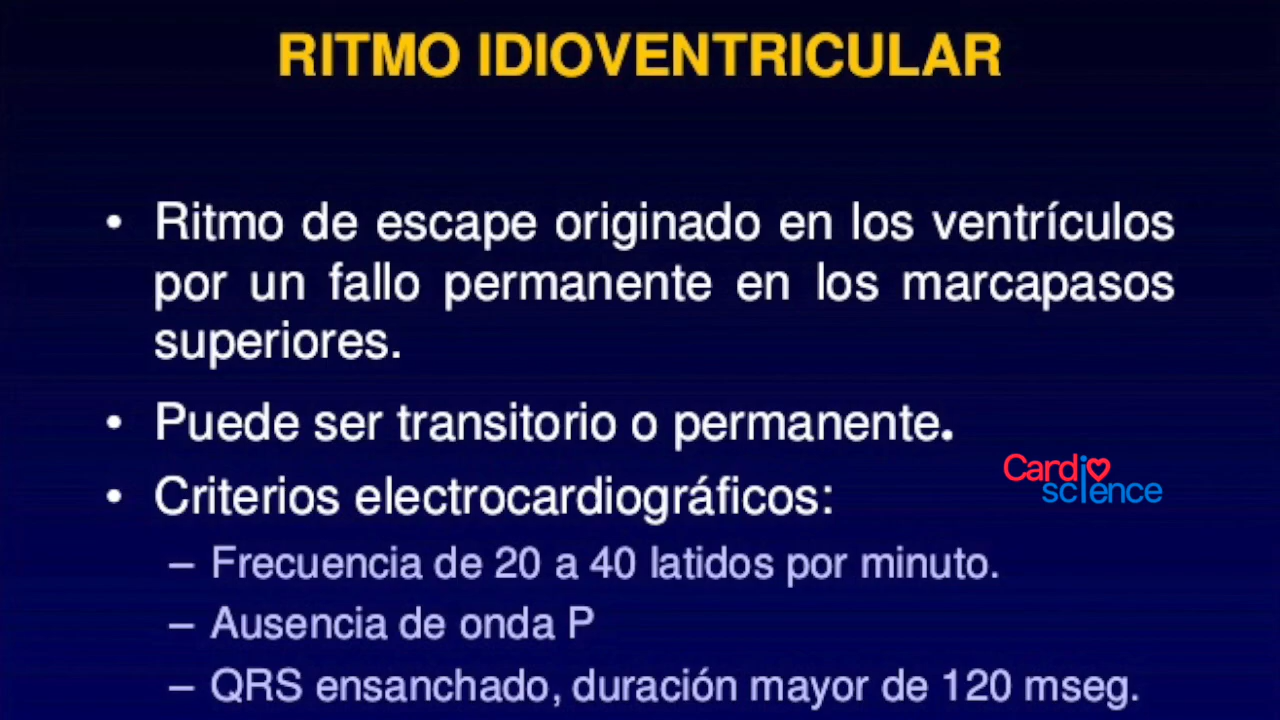 RITMO IDIOVENTRICULAR
• Ritmo de escape originado en los ventrículos
por un fallo permanente en los marcapasos
superiores.
• Puede ser transitorio o permanente.
• Criterios electrocardiográficos:
Cardio
science
– Frecuencia de 20 a 40 latidos por minuto.
– Ausencia de onda P
– QRS ensanchado, duración mayor de 120 mseg.